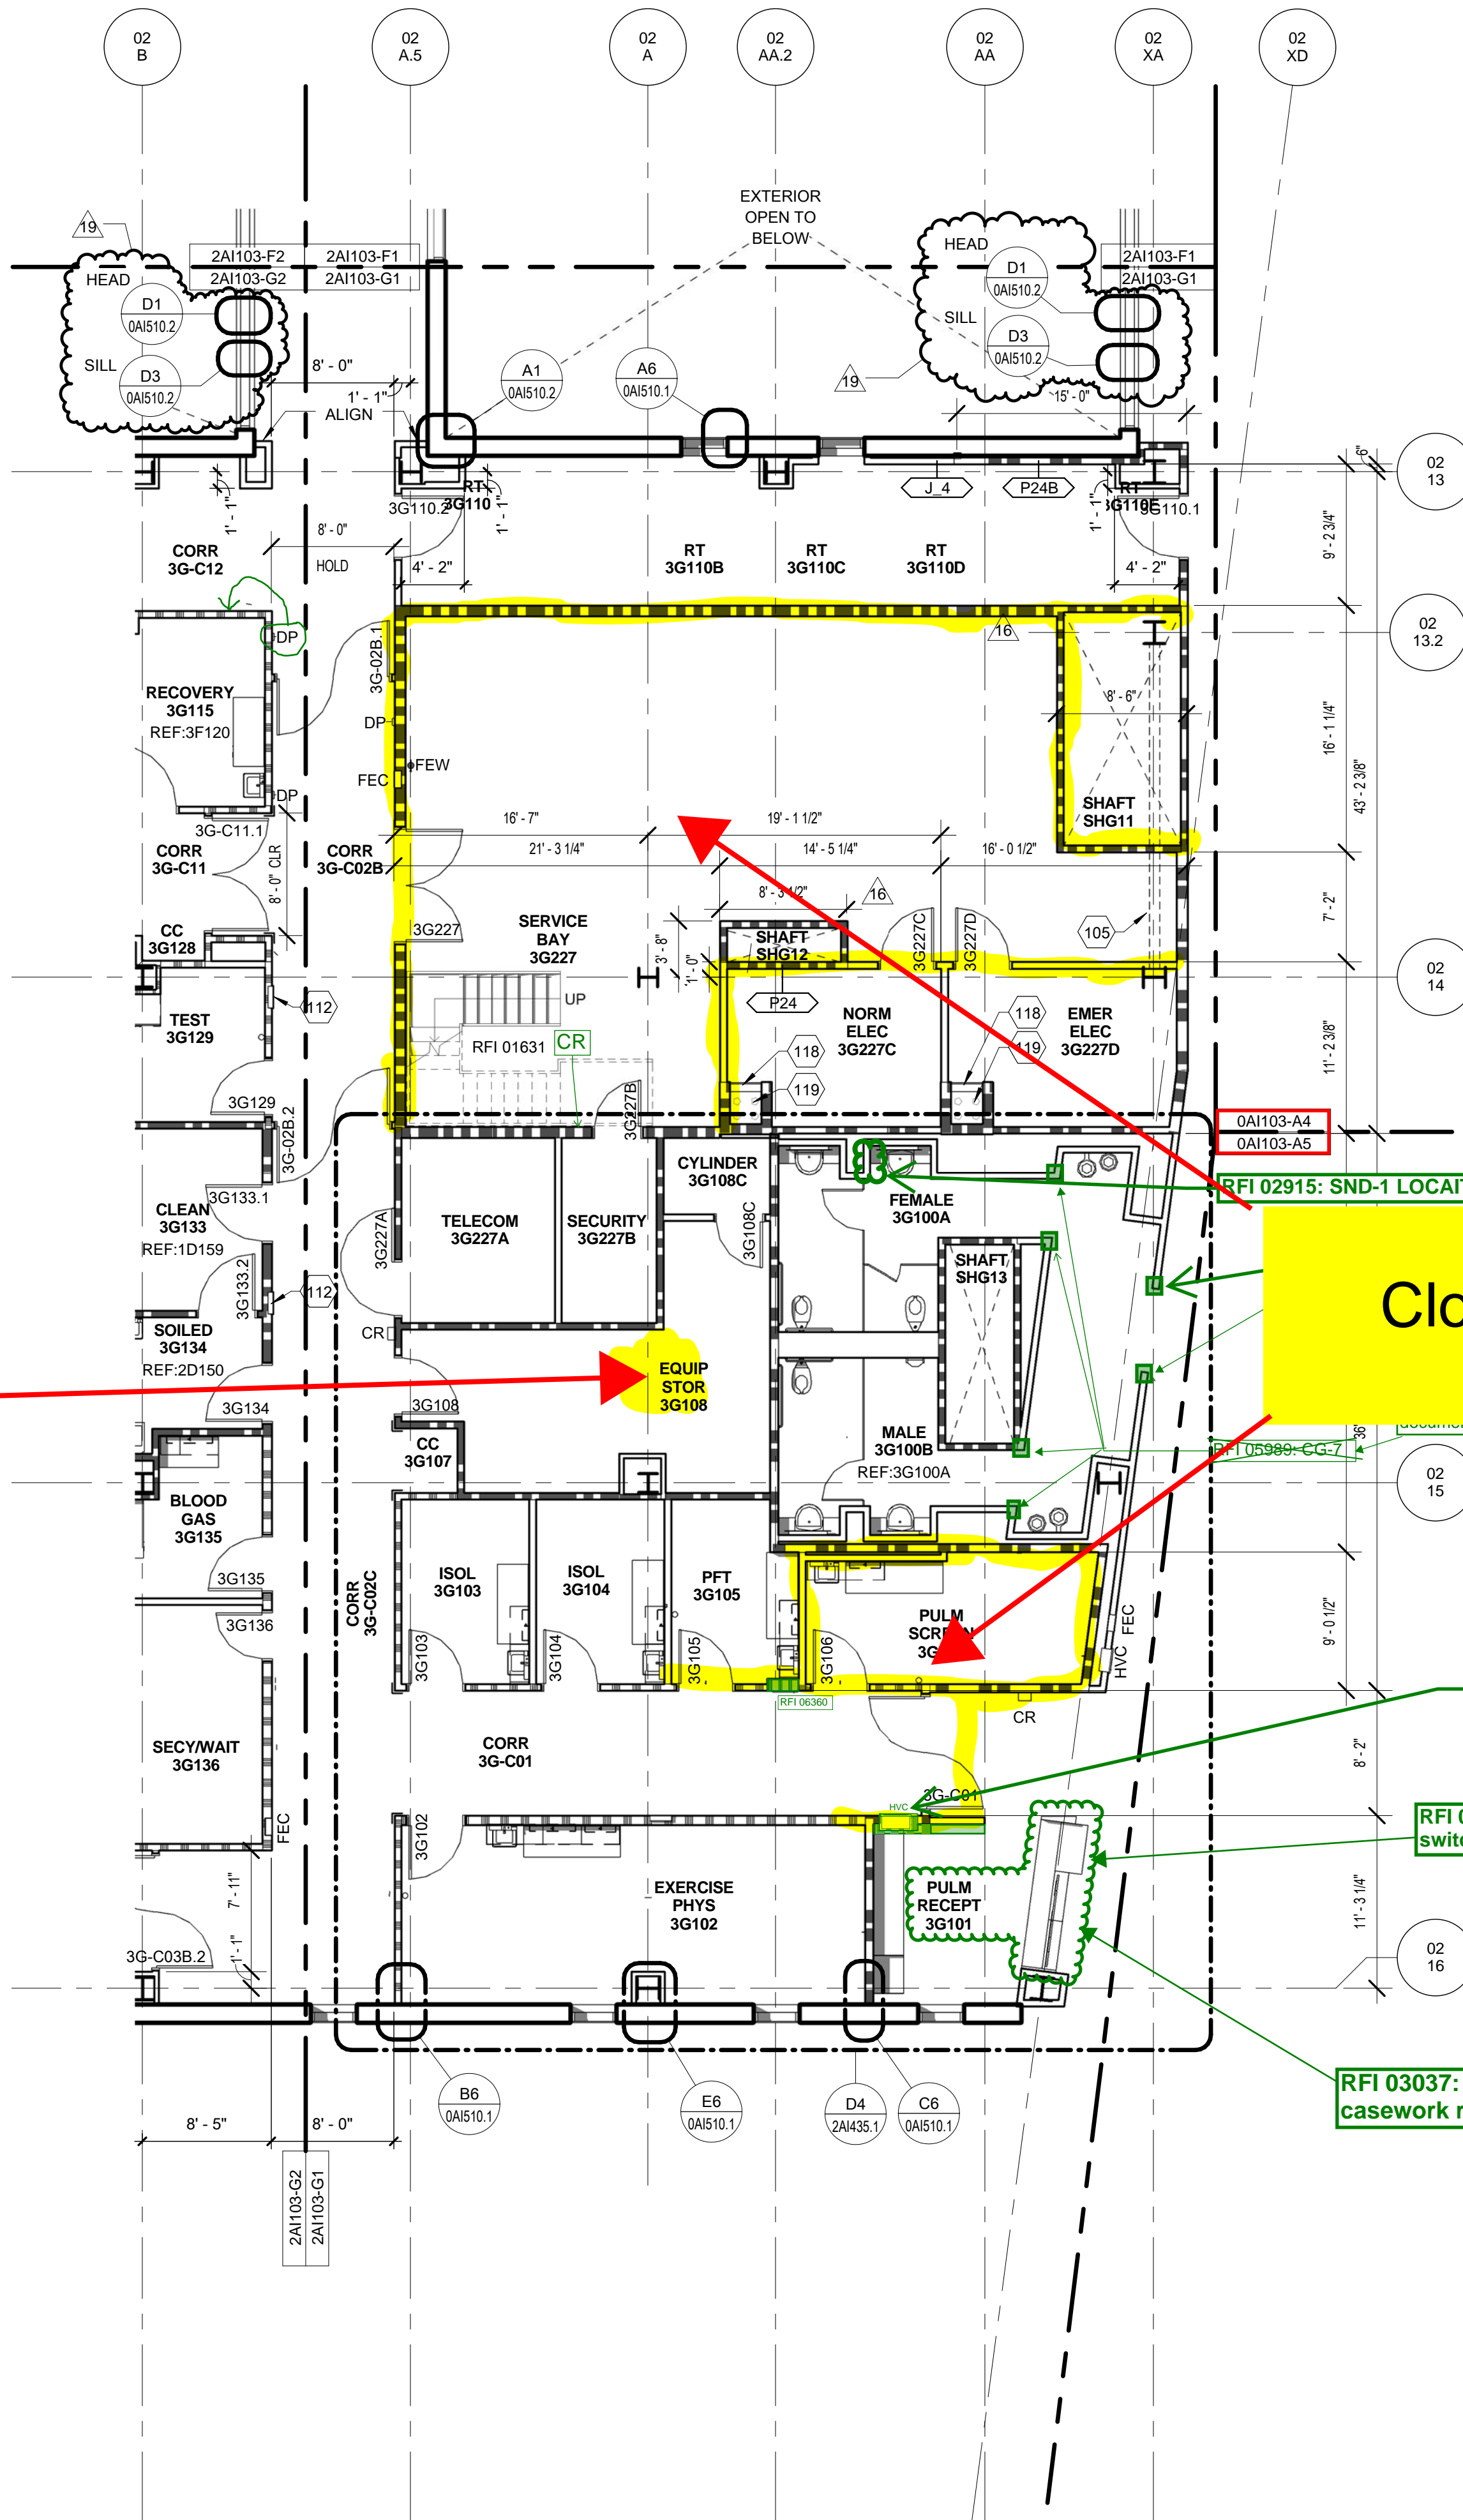 02
B
02
A.5
02
A
02
AA.2
02
AA
02
XA
02
XD
EXTERIOR
OPEN TO
BELOW
19
HEAD
D1
0AI510.2
SILL
D3
0AI510.2
2AI103-F2
2AI103-F1
2AI103-G2
2AI103-G1
8' - 0"
1' - 1"
ALIGN
A1
0AI510.2
A6
0AI510.1
19
HEAD
D1
0AI510.2
SILL
D3
0AI510.2
2AI103-F1
2AI103-G1
15' - 0"
6"
02
13
1' - 1"
3G110.2
RT
3G110
1' - 1"
J_4
P24B
1' - 1"
RT
3G110E
3G110.1
CORR
3G-C12
8' - 0"
HOLD
4' - 2"
RT
3G110B
RT
3G110C
RT
3G110D
4' - 2"
9' - 2 3/4"
DP
3G-02B.1
16
02
13.2
RECOVERY
3G115
REF:3F120
DP
FEW
FEC
8' - 6"
16' - 1 1/4"
43' - 2 3/8"
DP
SHAFT
SHG11
3G-C11.1
16' - 7"
19' - 1 1/2"
CORR
3G-C11
8' - 0" CLR
CORR
3G-C02B
21' - 3 1/4"
14' - 5 1/4"
16' - 0 1/2"
8' - 3 1/2"
16
7' - 2"
CC
3G128
3G227
SERVICE
BAY
3G227
3' - 8"
1' - 0"
SHAFT
SHG12
3G227C
3G227D
105
02
14
112
TEST
3G129
UP
P24
RFI 01631
CR
NORM
ELEC
3G227C
118
119
118
119
EMER
ELEC
3G227D
11' - 2 3/8"
3G129
3G-02B.2
3G227B
0AI103-A4
0AI103-A5
3G133.1
CLEAN
3G133
REF:1D159
3G227A
TELECOM
3G227A
SECURITY
3G227B
CYLINDER
3G108C
3G108C
FEMALE
3G100A
RFI 02915: SND-1 LOCAIT
SHAFT
SHG13
3G133.2
112
Clo
SOILED
3G134
REF:2D150
CR
EQUIP
STOR
3G108
3G134
3G108
CC
3G107
MALE
3G100B
REF:3G100A
36'
RFI 05989: CG-7
02
15
BLOOD
GAS
3G135
3G135
CORR
3G-C02C
ISOL
3G103
ISOL
3G104
PFT
3G105
PULM
SCREEN
9' - 0 1/2"
3G136
3G103
3G104
3G105
3G106
HVC
FEC
RFI 06360
CR
SECY/WAIT
3G136
CORR
3G-C01
8' - 2"
HVC
3G-C01
FEC
3G102
7' - 11"
1' - 1"
EXERCISE
PHYS
3G102
PULM
RECEPT
3G101
RFI 0
switc
11' - 3 1/4"
3G-C03B.2
02
16
B6
0AI510.1
E6
0AI510.1
D4
2AI435.1
C6
0AI510.1
RFI 03037:
casework r
8' - 5"
8' - 0"
2AI103-G2
2AI103-G1